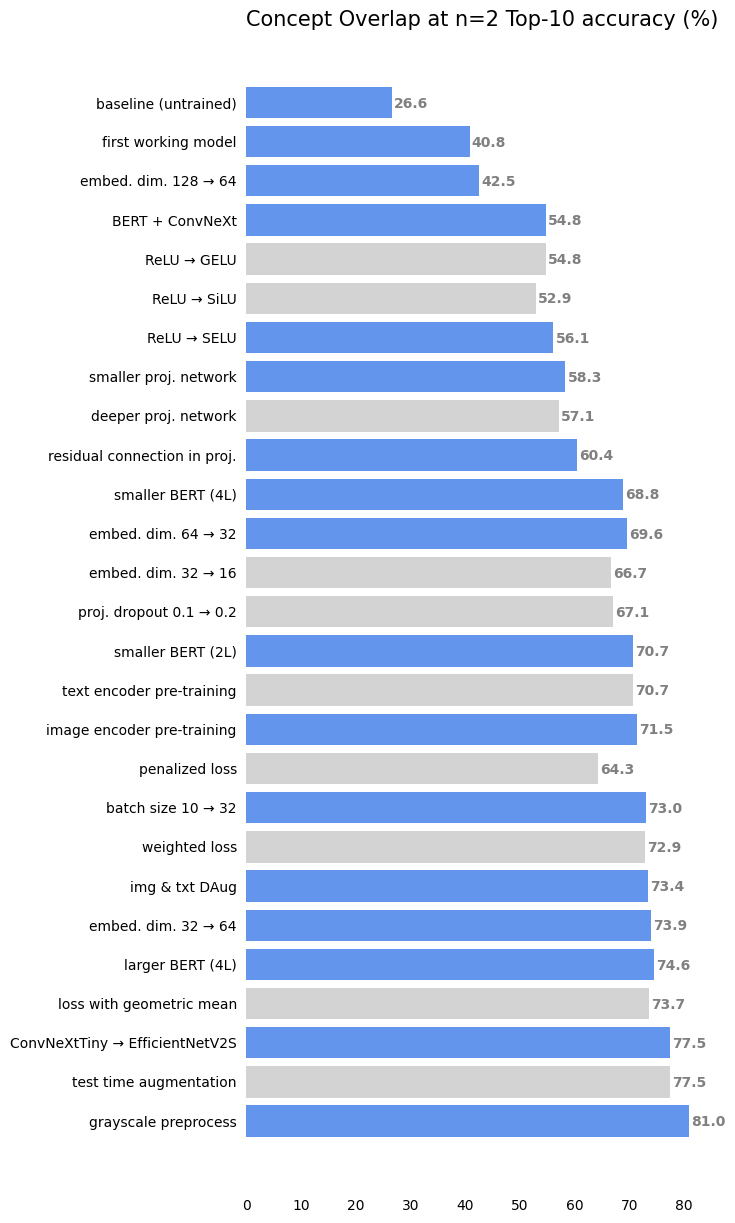 Concept Overlap at n=2 Top-10 accuracy (%)
baseline (untrained) 26.6
first working model 40.8
embed. dim. 128 → 64 42.5
BERT + ConvNeXt 54.8
ReLU → GELU 54.8
ReLU → SiLU 52.9
ReLU → SELU 56.1
smaller proj. network 58.3
deeper proj. network 57.1
residual connection in proj. 60.4
smaller BERT (4L) 68.8
embed. dim. 64 → 32 69.6
embed. dim. 32 → 16 66.7
proj. dropout 0.1 → 0.2 67.1
smaller BERT (2L) 70.7
text encoder pre-training 70.7
image encoder pre-training 71.5
penalized loss 64.3
batch size 10 → 32 73.0
weighted loss 72.9
img & txt DAug 73.4
embed. dim. 32 → 64 73.9
larger BERT (4L) 74.6
loss with geometric mean 73.7
ConvNeXtTiny → EfficientNetV2S 77.5
test time augmentation 77.5
grayscale preprocess 81.0
0 10 20 30 40 50 60 70 80